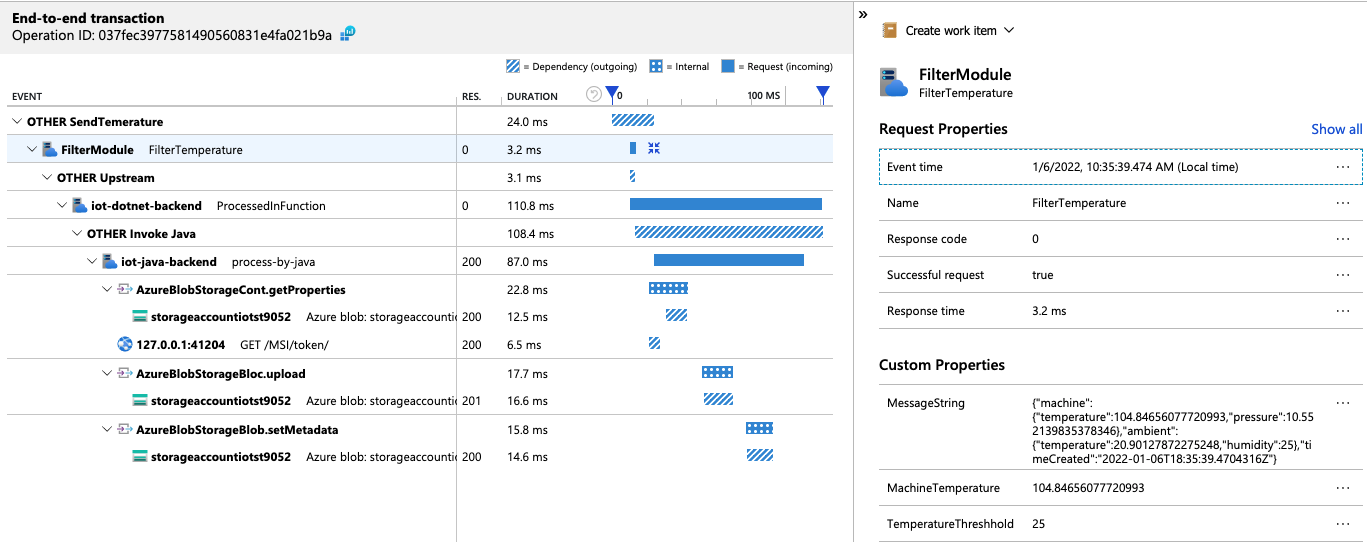 End-to-end transaction
Operation ID: 037fec3977581490560831e4fa021b9a
= Dependency (outgoing) = Internal = Request (incoming)
EVENT RES. DURATION 0 100 MS
OTHER SendTemerature 24.0 ms
FilterModule FilterTemperature 0 3.2 ms
OTHER Upstream 3.1 ms
iot-dotnet-backend ProcessedInFunction 0 110.8 ms
OTHER Invoke Java 108.4 ms
iot-java-backend process-by-java 200 87.0 ms
AzureBlobStorageCont.getProperties 22.8 ms
storageaccountiotst9052 Azure blob: storageaccountic 200 12.5 ms
127.0.0.1:41204 GET /MSI/token/ 200 6.5 ms
AzureBlobStorageBloc.upload 17.7 ms
storageaccountiotst9052 Azure blob: storageaccountic 201 16.6 ms
AzureBlobStorageBlob.setMetadata 15.8 ms
storageaccountiotst9052 Azure blob: storageaccountic 200 14.6 ms
» Create work item
FilterModule
FilterTemperature
Request Properties Show all
Event time 1/6/2022, 10:35:39.474 AM (Local time) ...
Name FilterTemperature ...
Response code 0 ...
Successful request true ...
Response time 3.2 ms ...
Custom Properties
MessageString {"machine": ...
{"temperature":104.84656077720993,"pressure":10.55
2139835378346},"ambient":
{"temperature":20.90127872275248,"humidity":25},"ti
meCreated":"2022-01-06T18:35:39.4704316Z"}
MachineTemperature 104.84656077720993 ...
TemperatureThreshhold 25 ...